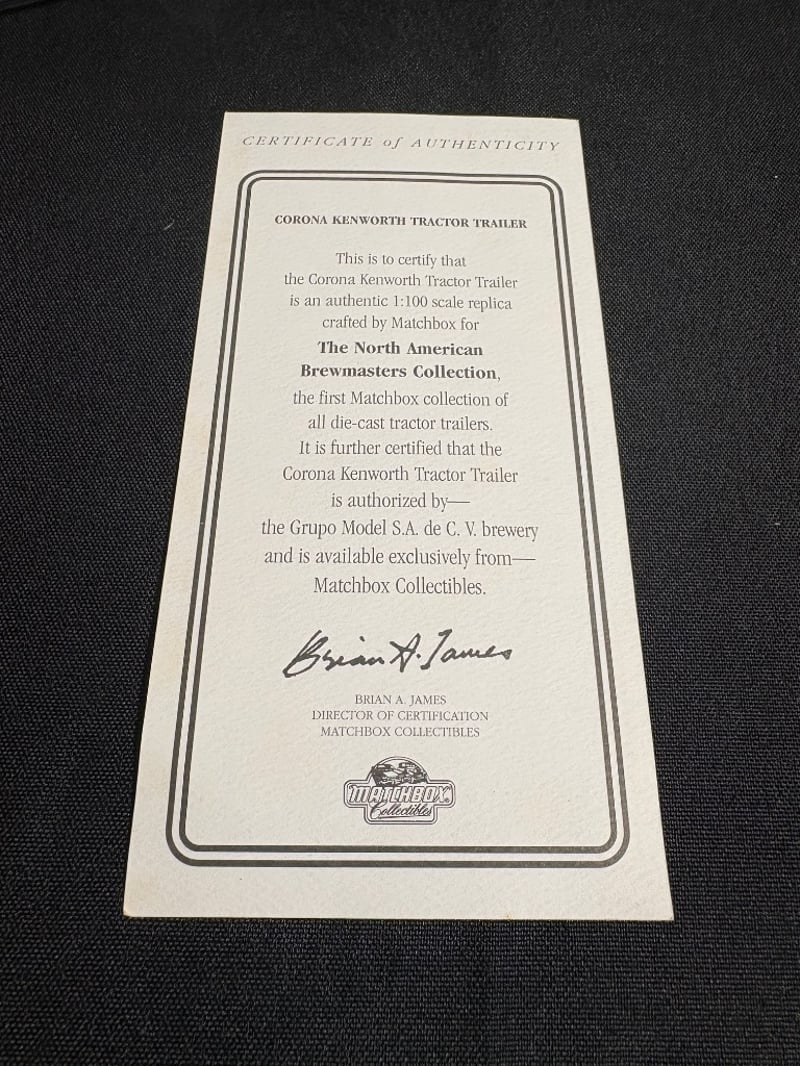 CERTIFICATE of AUTHENTICITY
CORONA KENWORTH TRACTOR TRAILER
This is to certify that
the Corona Kenworth Tractor Trailer
is an authentic 1:100 scale replica
crafted by Matchbox for
The North American
Brewmasters Collection,
the first Matchbox collection of
all die-cast tractor trailers.
It is further certified that the
Corona Kenworth Tractor Trailer
is authorized by—
the Grupo Model S.A. de C. V. brewery
and is available exclusively from—
Matchbox Collectibles.
Brian A. James
BRIAN A. JAMES
DIRECTOR OF CERTIFICATION
MATCHBOX COLLECTIBLES
MATCHBOX
Collectibles